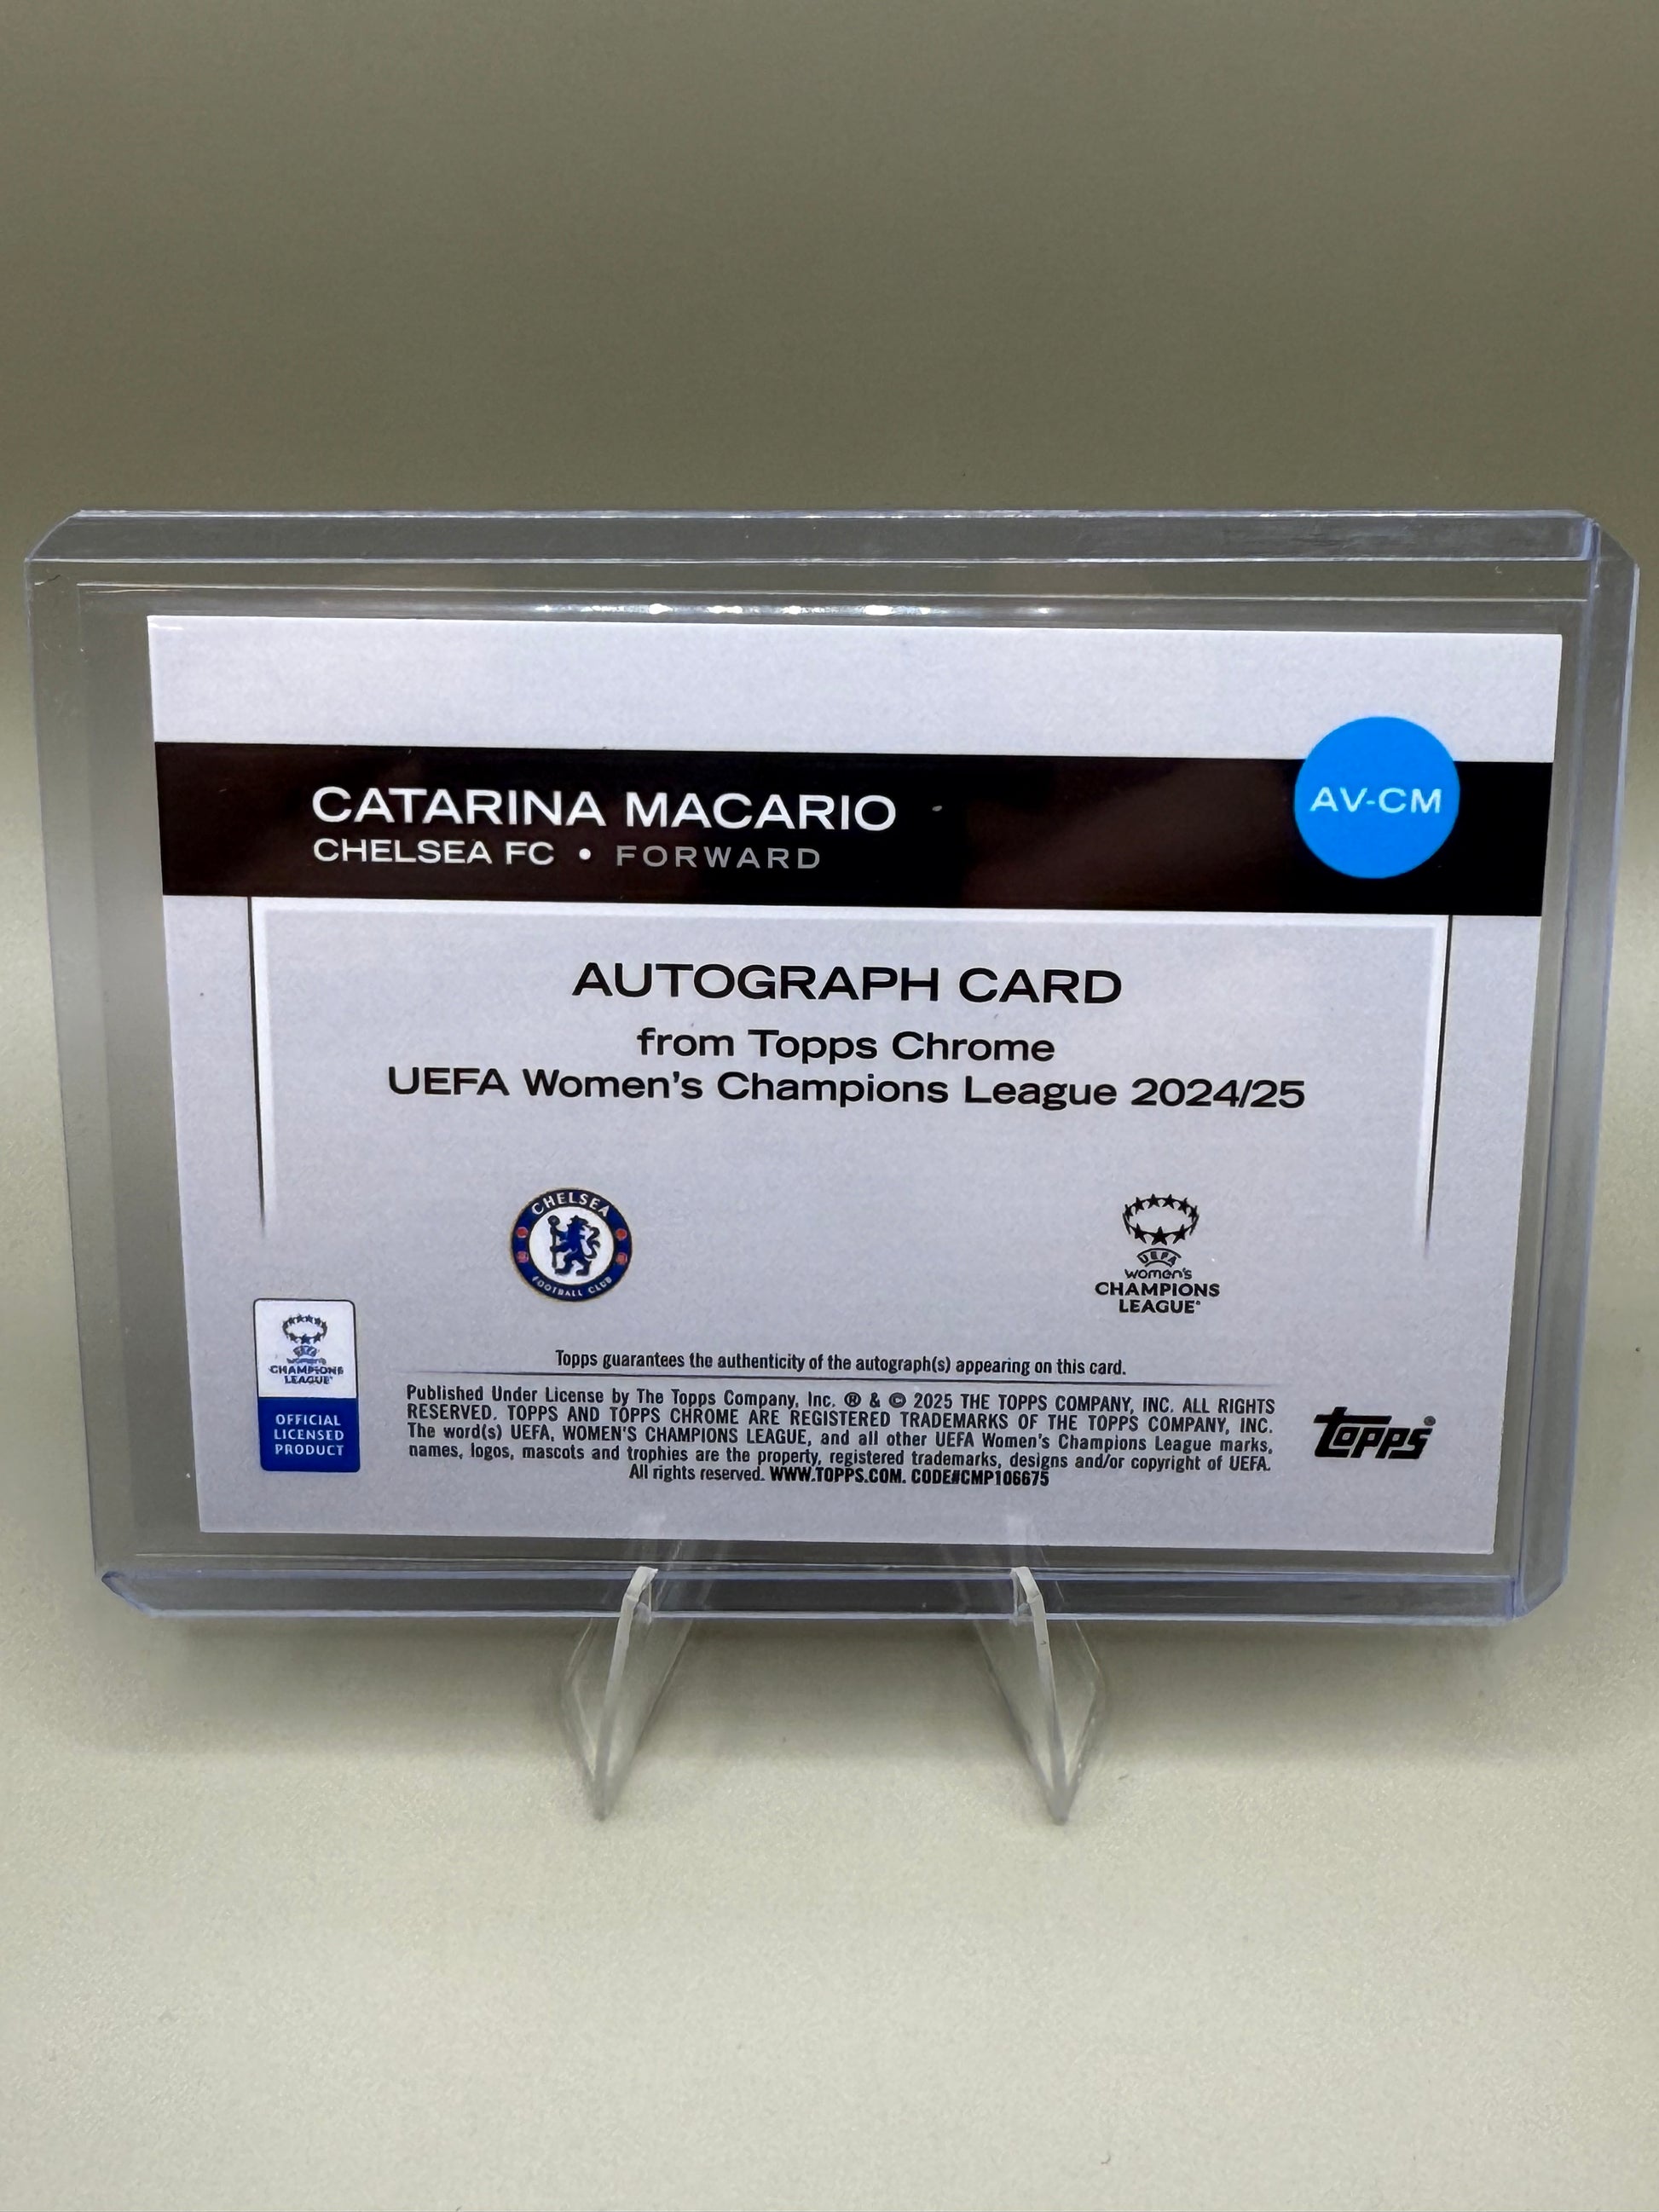 CATARINA MACARIO
CHELSEA FC • FORWARD
AV-CM
AUTOGRAPH CARD
from Topps Chrome
UEFA Women's Champions League 2024/25
CHELSEA
FOOTBALL CLUB
UEFA
women's
CHAMPIONS
LEAGUE®
UEFA
women's
CHAMPIONS
LEAGUE®
OFFICIAL
LICENSED
PRODUCT
Topps guarantees the authenticity of the autograph(s) appearing on this card.
Published Under License by The Topps Company, Inc. ® & © 2025 THE TOPPS COMPANY, INC. ALL RIGHTS
RESERVED. TOPPS AND TOPPS CHROME ARE REGISTERED TRADEMARKS OF THE TOPPS COMPANY, INC.
The word(s) UEFA, WOMEN'S CHAMPIONS LEAGUE, and all other UEFA Women's Champions League marks,
names, logos, mascots and trophies are the property, registered trademarks, designs and/or copyright of UEFA.
All rights reserved. WWW.TOPPS.COM. CODE#CMP106675
topps®